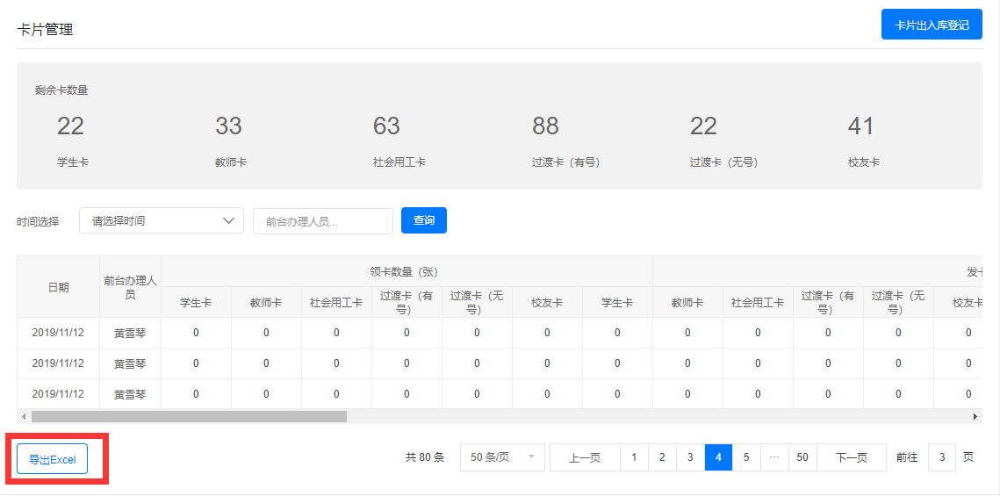 卡片管理
卡片出入库登记
剩余卡数量
22 33 63 88 22 41
学生卡 教师卡 社会用工卡 过渡卡（有号） 过渡卡（无号） 校友卡
时间选择 请选择时间 前台办理人员... 查询
日期 前台办理人员 领卡数量（张） 发卡
学生卡 教师卡 社会用工卡 过渡卡（有号） 过渡卡（无号） 校友卡 学生卡 教师卡 社会用工卡 过渡卡（有号） 过渡卡（无号） 校友卡
2019/11/12 黄雪琴 0 0 0 0 0 0 0 0 0 0 0 0
2019/11/12 黄雪琴 0 0 0 0 0 0 0 0 0 0 0 0
2019/11/12 黄雪琴 0 0 0 0 0 0 0 0 0 0 0 0
导出Excel
共 80 条 50 条/页 上一页 1 2 3 4 5 ··· 50 下一页 前往 3 页